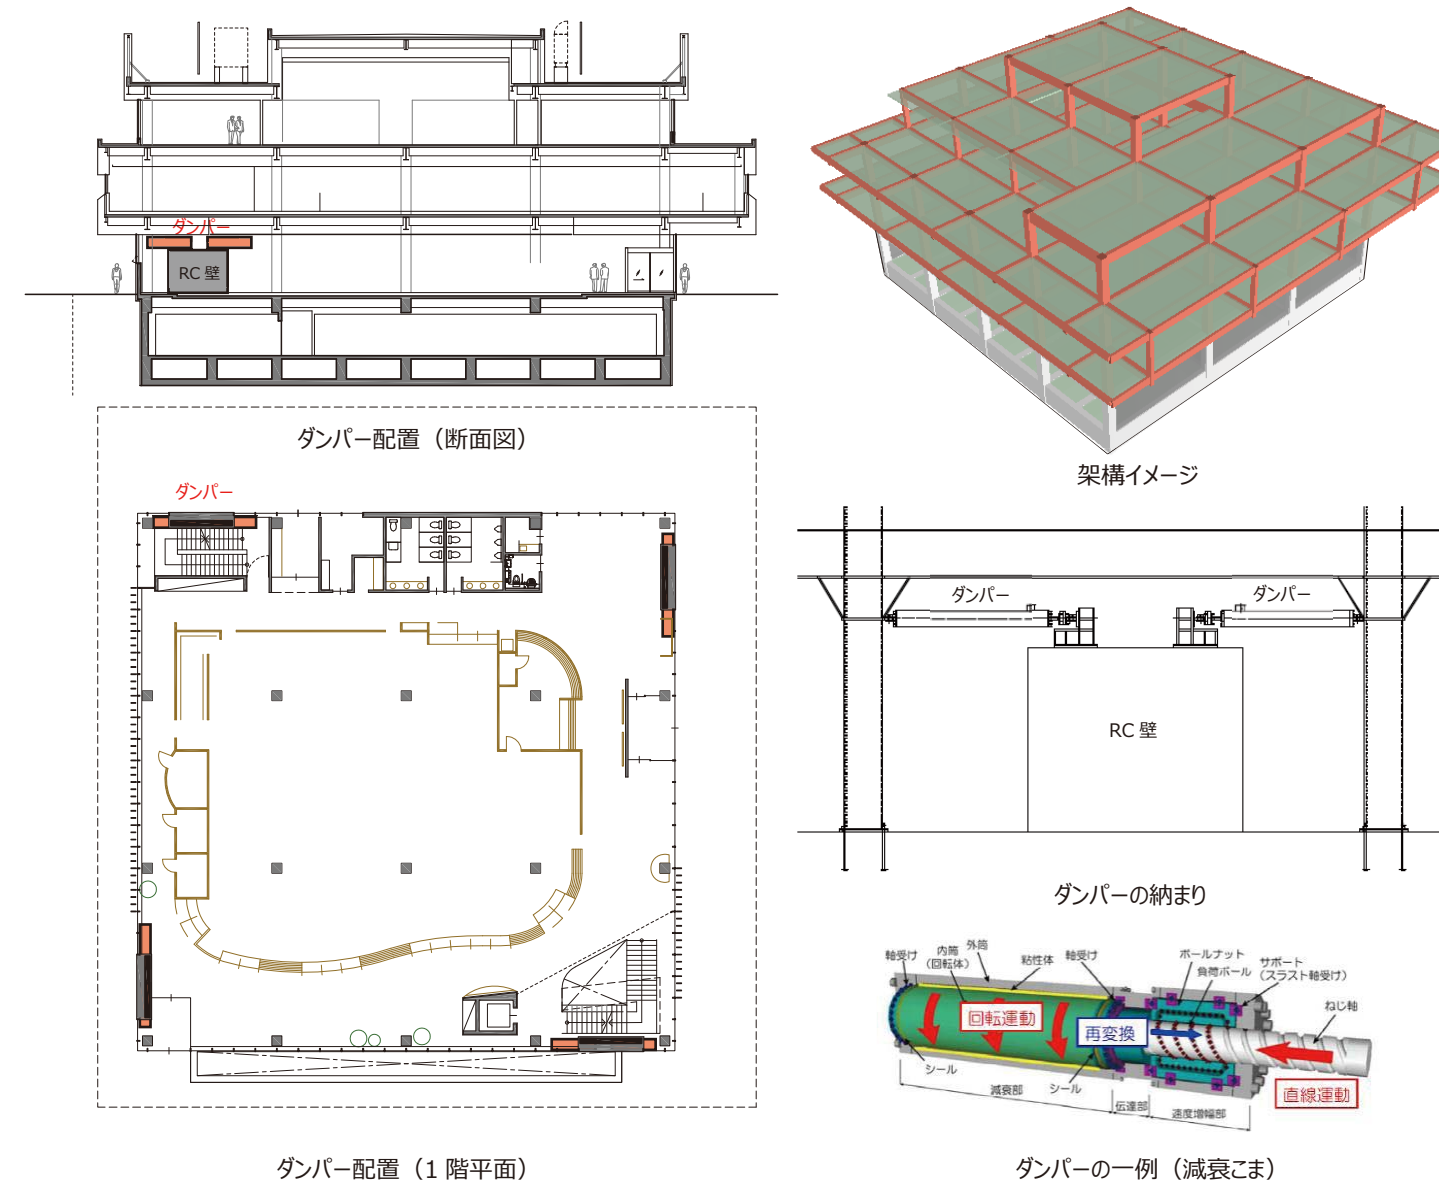 ダンパー
RC 壁
ダンパー配置（断面図）
架構イメージ
ダンパー
ダンパー
ダンパー
RC 壁
ダンパーの納まり
軸受け
内筒
（回転体）
外筒
粘性体
軸受け
ボールナット
負荷ボール
サポート
（スラスト軸受け）
ねじ軸
回転運動
再変換
直線運動
シール
シール
減衰部
伝達部
速度増幅部
ダンパー配置（1 階平面）
ダンパーの一例（減衰こま）